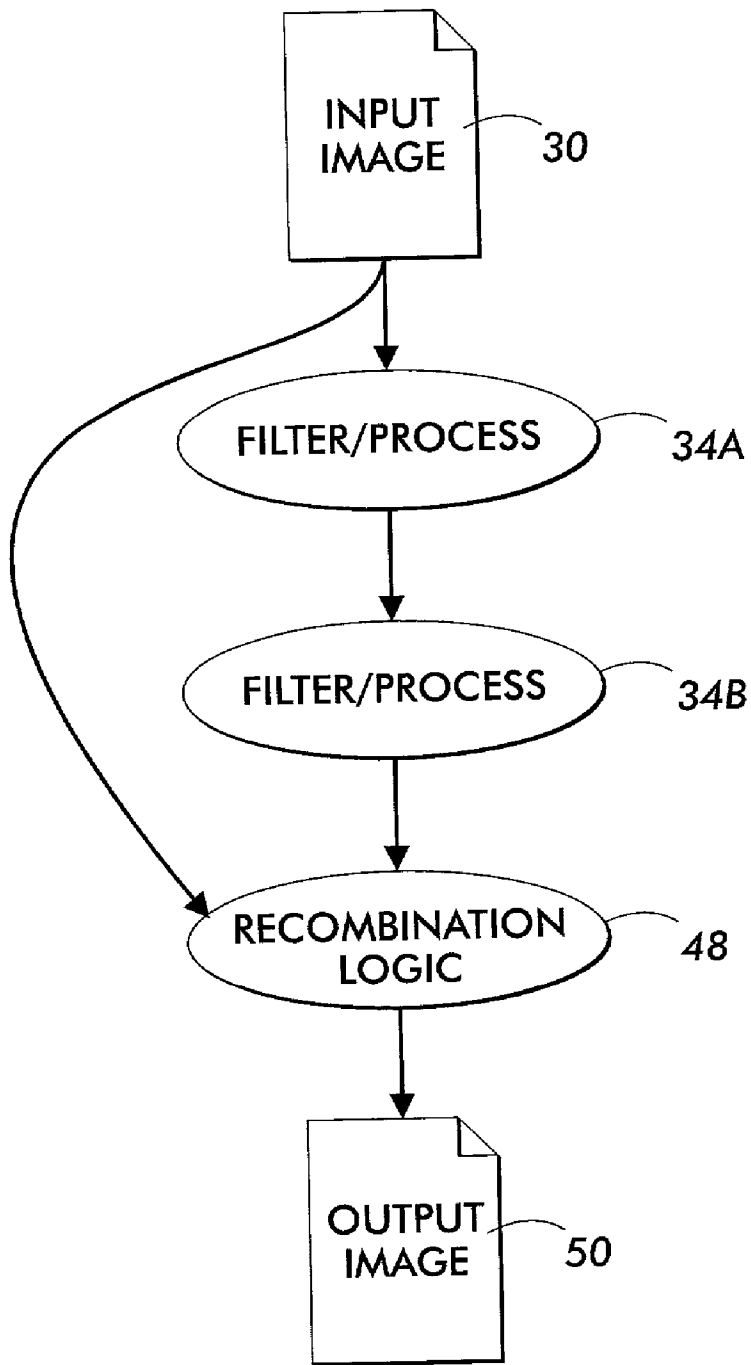 INPUT
IMAGE
30
FILTER/PROCESS
34A
FILTER/PROCESS
34B
RECOMBINATION
LOGIC
48
OUTPUT
IMAGE
50